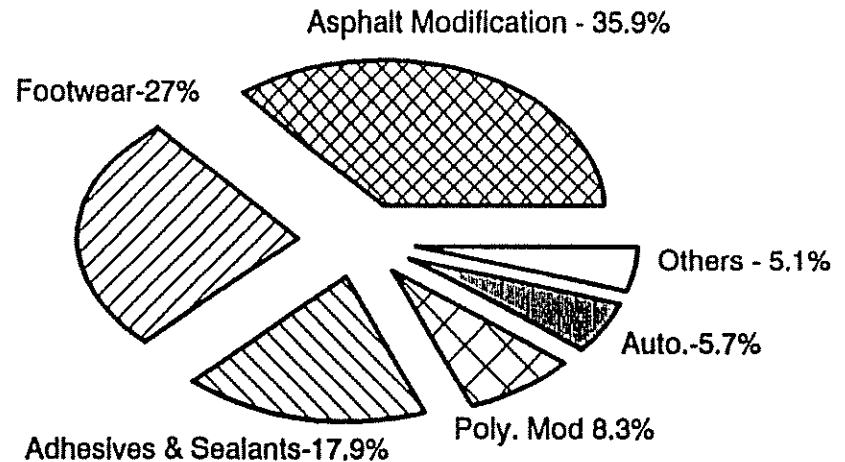 Asphalt Modification - 35.9%
Footwear-27%
Others - 5.1%
Auto.-5.7%
Poly. Mod 8.3%
Adhesives & Sealants-17.9%